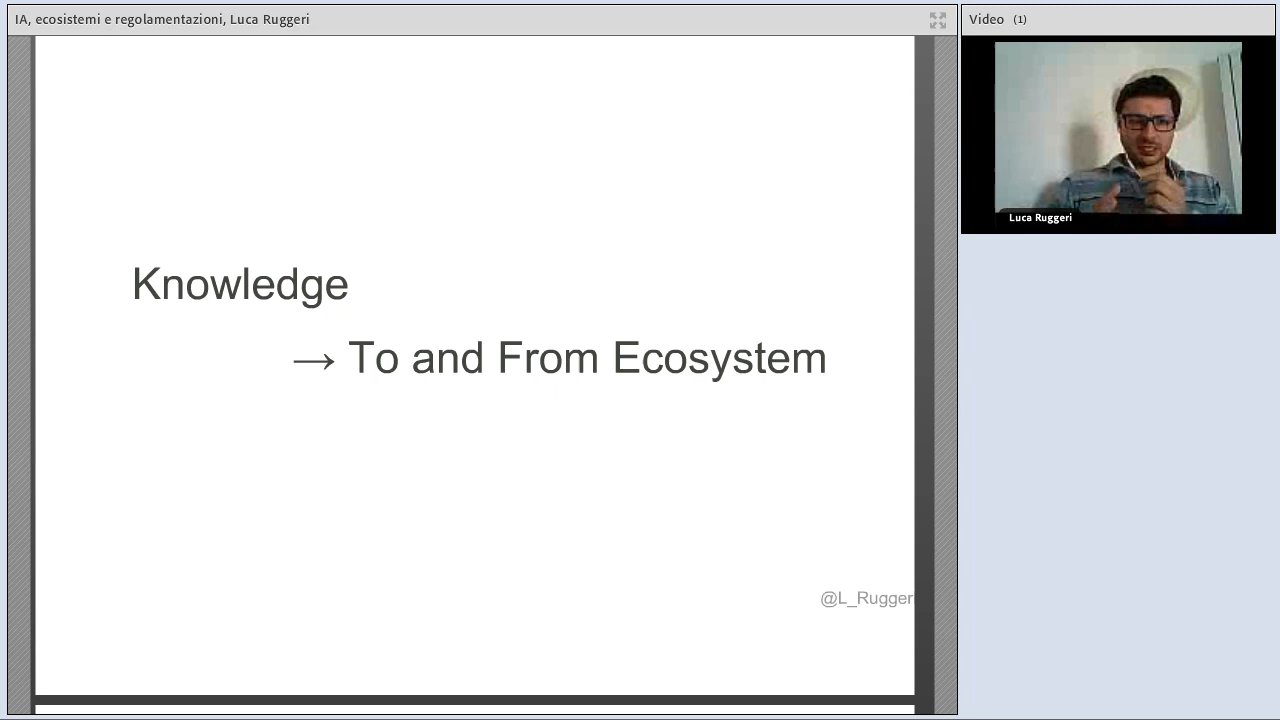 IA, ecosistemi e regolamentazioni, Luca Ruggeri
Video (1)
Luca Ruggeri
Knowledge
→ To and From Ecosystem
@L_Rugger